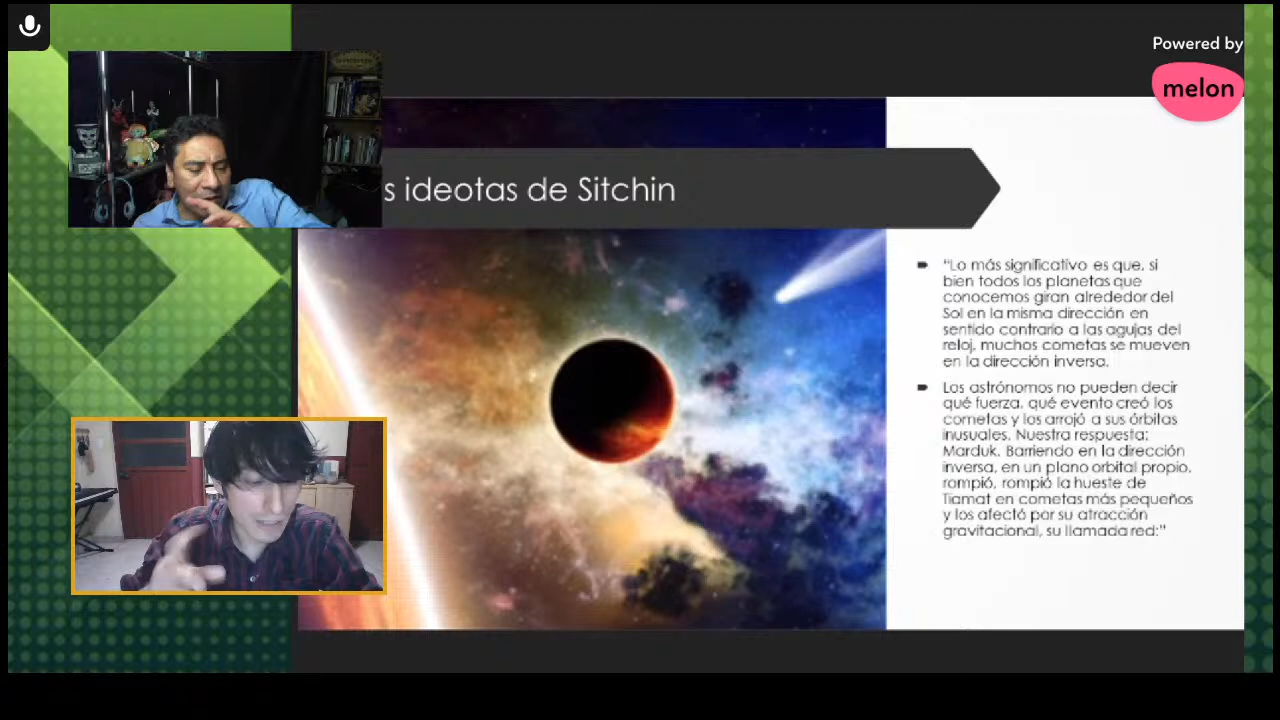 Powered by
melon
s ideotas de Sitchin
“Lo más significativo es que, si
bien todos los planetas que
conocemos giran alrededor del
Sol en la misma dirección en
sentido contrario a las agujas del
reloj, muchos cometas se mueven
en la dirección inversa.
Los astrónomos no pueden decir
qué fuerza, qué evento creó los
cometas y los arrojó a sus órbitas
inusuales. Nuestra respuesta:
Marduk. Barriendo en la dirección
inversa, en un plano orbital propio,
rompió, rompió la hueste de
Tiamat en cometas más pequeños
y los afectó por su atracción
gravitacional, su llamada red:”